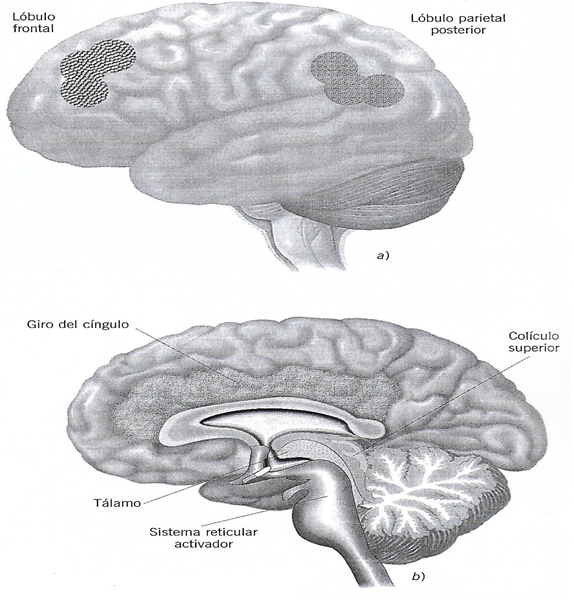 Lóbulo
frontal
Lóbulo parietal
posterior
a)
Giro del cíngulo
Colículo
superior
Tálamo
Sistema reticular
activador
b)